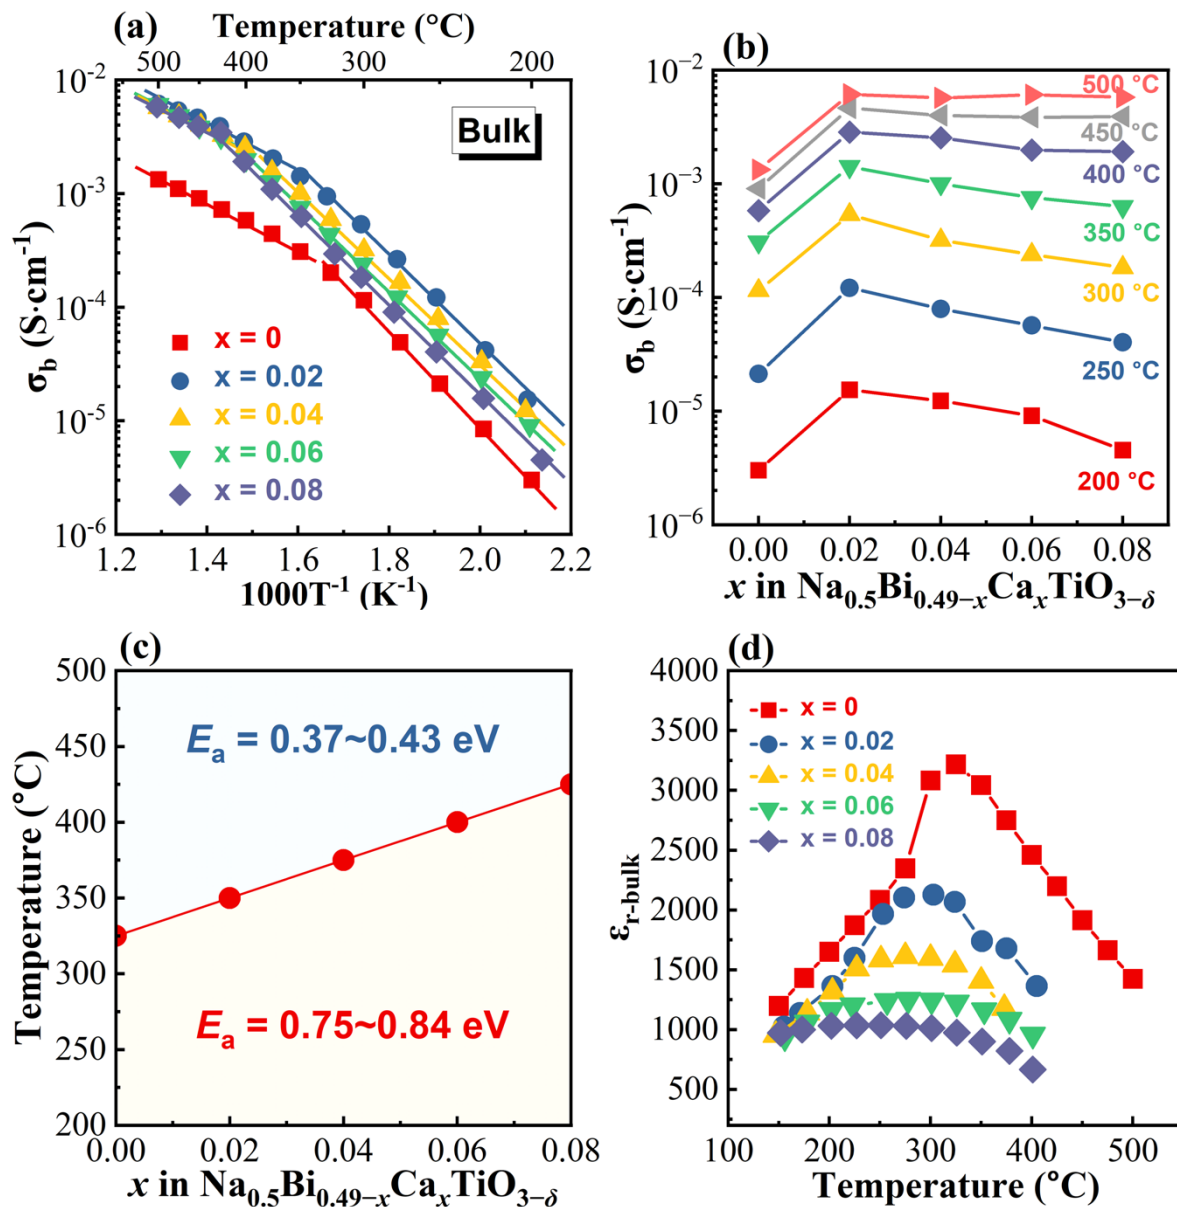 (a)
Temperature (°C)
500 400 300 200
10⁻²
10⁻³
10⁻⁴
10⁻⁵
10⁻⁶
σb (S·cm⁻¹)
Bulk
x = 0
x = 0.02
x = 0.04
x = 0.06
x = 0.08
1.2 1.4 1.6 1.8 2.0 2.2
1000T⁻¹ (K⁻¹)
(b)
10⁻²
10⁻³
10⁻⁴
10⁻⁵
10⁻⁶
σb (S·cm⁻¹)
500 °C
450 °C
400 °C
350 °C
300 °C
250 °C
200 °C
0.00 0.02 0.04 0.06 0.08
x in Na0.5Bi0.49−xCaxTiO3−δ
(c)
500
450
400
350
300
250
200
Temperature (°C)
Ea = 0.37~0.43 eV
Ea = 0.75~0.84 eV
0.00 0.02 0.04 0.06 0.08
x in Na0.5Bi0.49−xCaxTiO3−δ
(d)
4000
3500
3000
2500
2000
1500
1000
500
εr-bulk
x = 0
x = 0.02
x = 0.04
x = 0.06
x = 0.08
100 200 300 400 500
Temperature (°C)